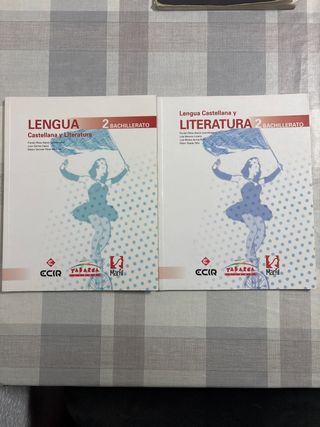 LENGUA 2 BACHILLERATO
Castellana y Literatura
ECIR
TABARCA
Marfil
Lengua Castellana y
LITERATURA 2 BACHILLERATO
ECIR
TABARCA
Marfil